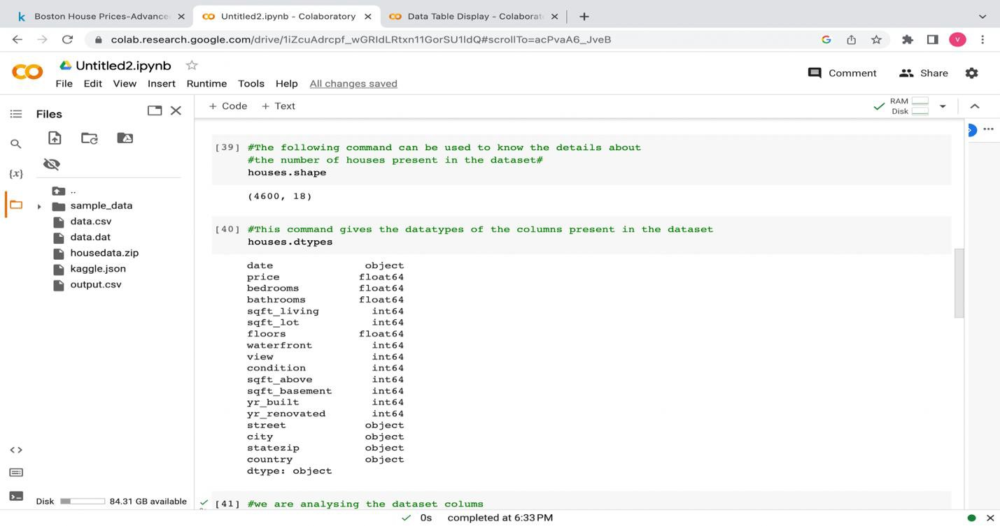 Boston House Prices-Advance
Untitled2.ipynb - Colaboratory
Data Table Display - Colaborat
colab.research.google.com/drive/1iZcuAdrcpf_wGRIdLRtxn11GorSU1ldQ#scrollTo=acPvaA6_JveB
V
Untitled2.ipynb
Comment
Share
File Edit View Insert Runtime Tools Help All changes saved
Files
+ Code + Text
RAM
Disk
{x}
..
sample_data
data.csv
data.dat
housedata.zip
kaggle.json
output.csv
Disk 84.31 GB available
[39] #The following command can be used to know the details about
#the number of houses present in the dataset#
houses.shape
(4600, 18)
[40] #This command gives the datatypes of the columns present in the dataset
houses.dtypes
date object
price float64
bedrooms float64
bathrooms float64
sqft_living int64
sqft_lot int64
floors float64
waterfront int64
view int64
condition int64
sqft_above int64
sqft_basement int64
yr_built int64
yr_renovated int64
street object
city object
statezip object
country object
dtype: object
[41] #we are analysing the dataset colums
0s completed at 6:33 PM